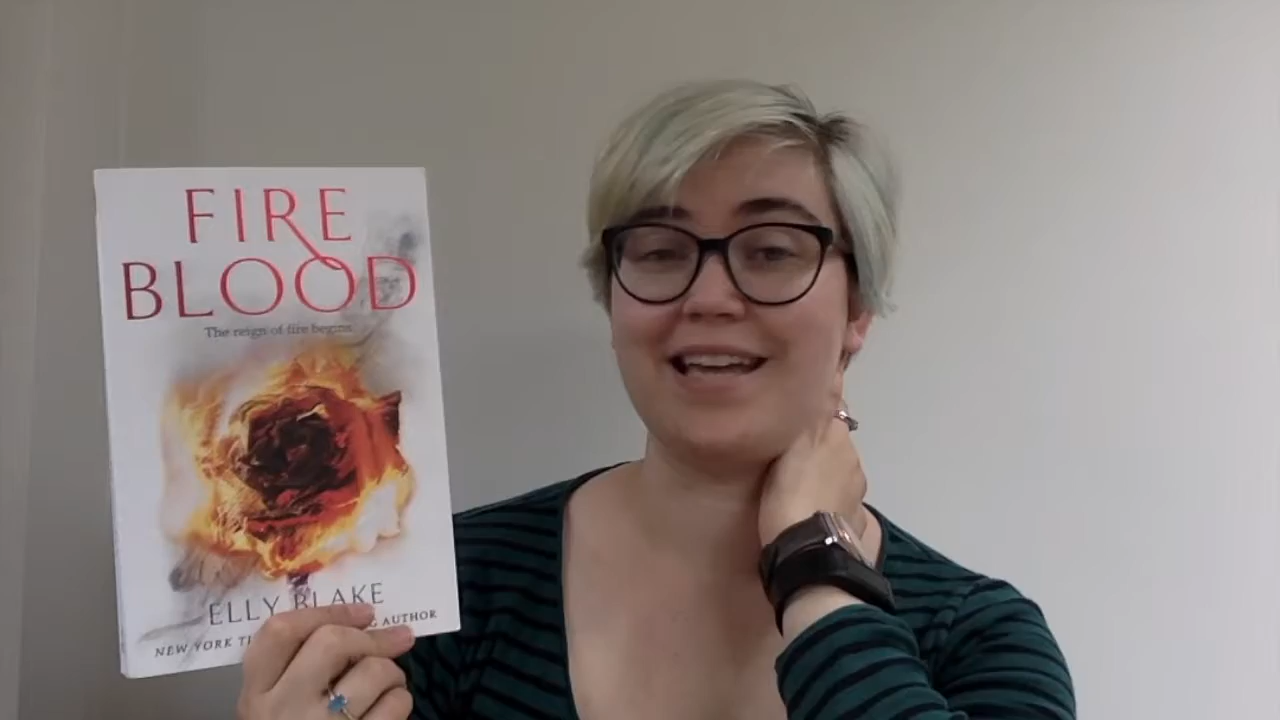 FIRE
BLOOD
The reign of fire begins
ELLY BLAKE
NEW YORK AUTHOR